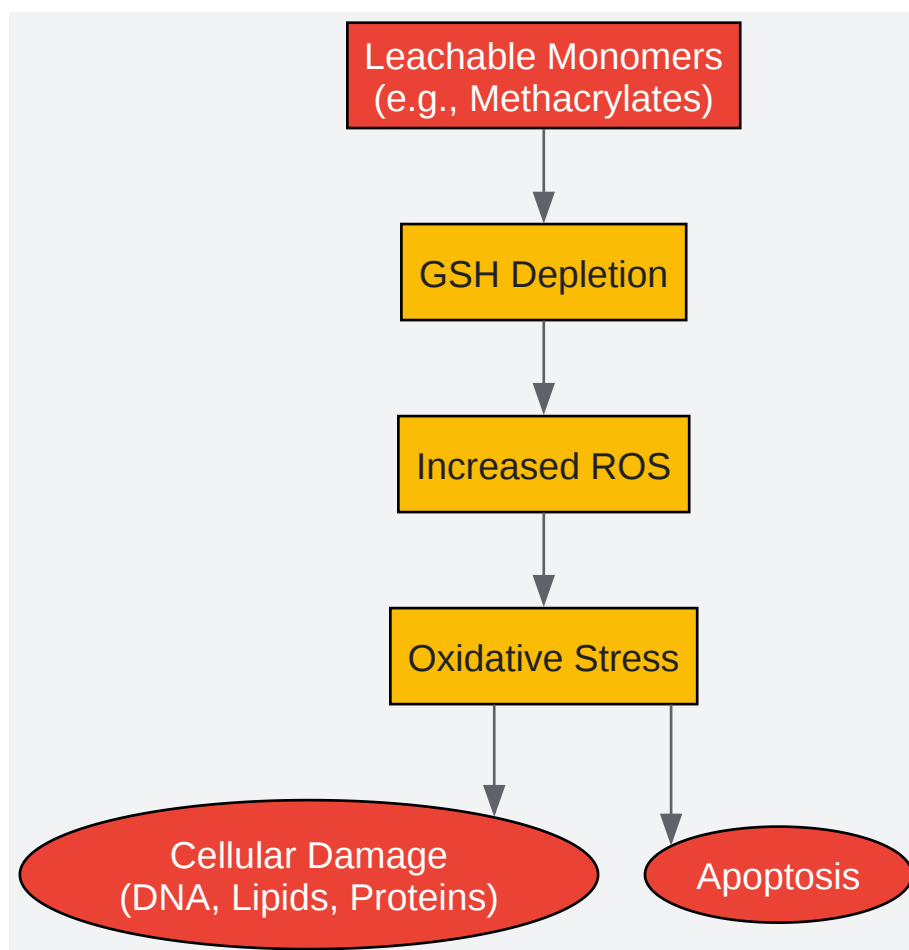 Leachable Monomers
(e.g., Methacrylates)
GSH Depletion
Increased ROS
Oxidative Stress
Cellular Damage
(DNA, Lipids, Proteins)
Apoptosis